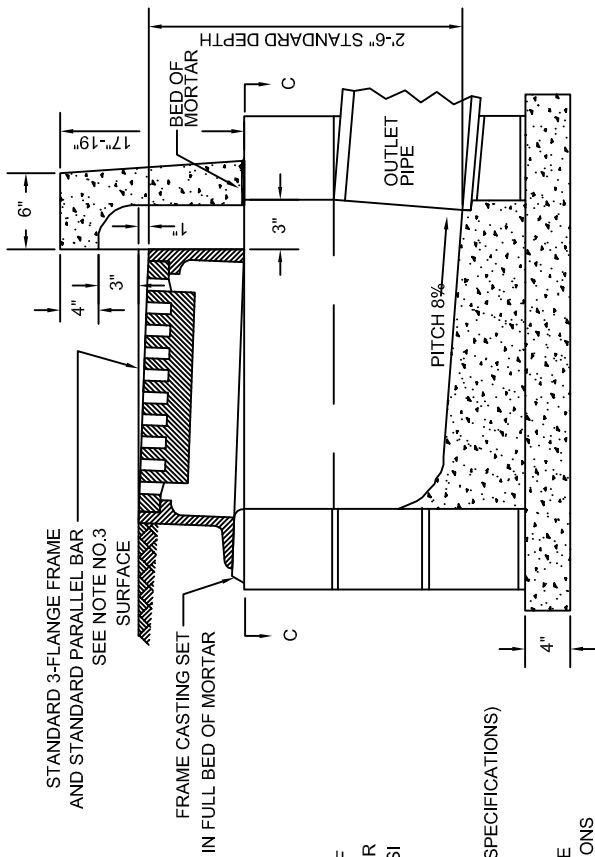 STANDARD 3-FLANGE FRAME
AND STANDARD PARALLEL BAR
SEE NOTE NO.3
SURFACE
FRAME CASTING SET
IN FULL BED OF MORTAR
4"
3"
6"
17"-19"
1"
3"
BED OF
MORTAR
2'-6" STANDARD DEPTH
C
C
OUTLET
PIPE
PITCH 8%
4"
SPECIFICATIONS)
E
R
SI
E
ONS